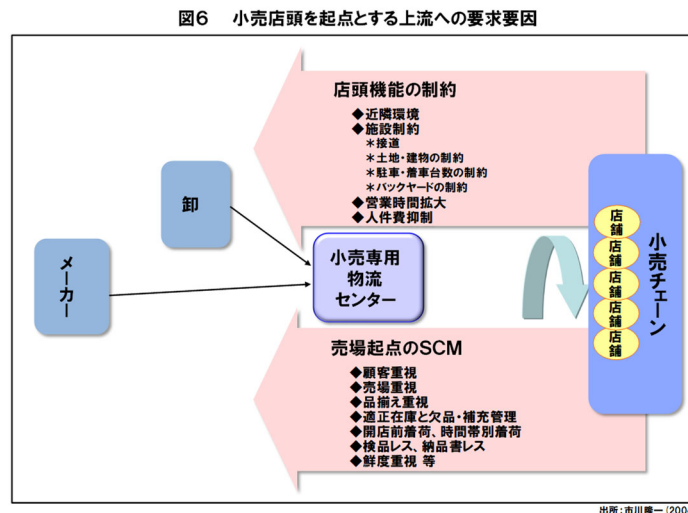 図6 小売店頭を起点とする上流への要求要因
店頭機能の制約
◆近隣環境
◆施設制約
＊接道
＊土地・建物の制約
＊駐車・着車台数の制約
＊バックヤードの制約
◆営業時間拡大
◆人件費抑制
卸
メーカー
小売専用
物流
センター
店舗
店舗
店舗
店舗
店舗
小売チェーン
売場起点のSCM
◆顧客重視
◆売場重視
◆品揃え重視
◆適正在庫と欠品・補充管理
◆開店前着荷、時間帯別着荷
◆検品レス、納品書レス
◆鮮度重視 等
出所：市川隆一（200